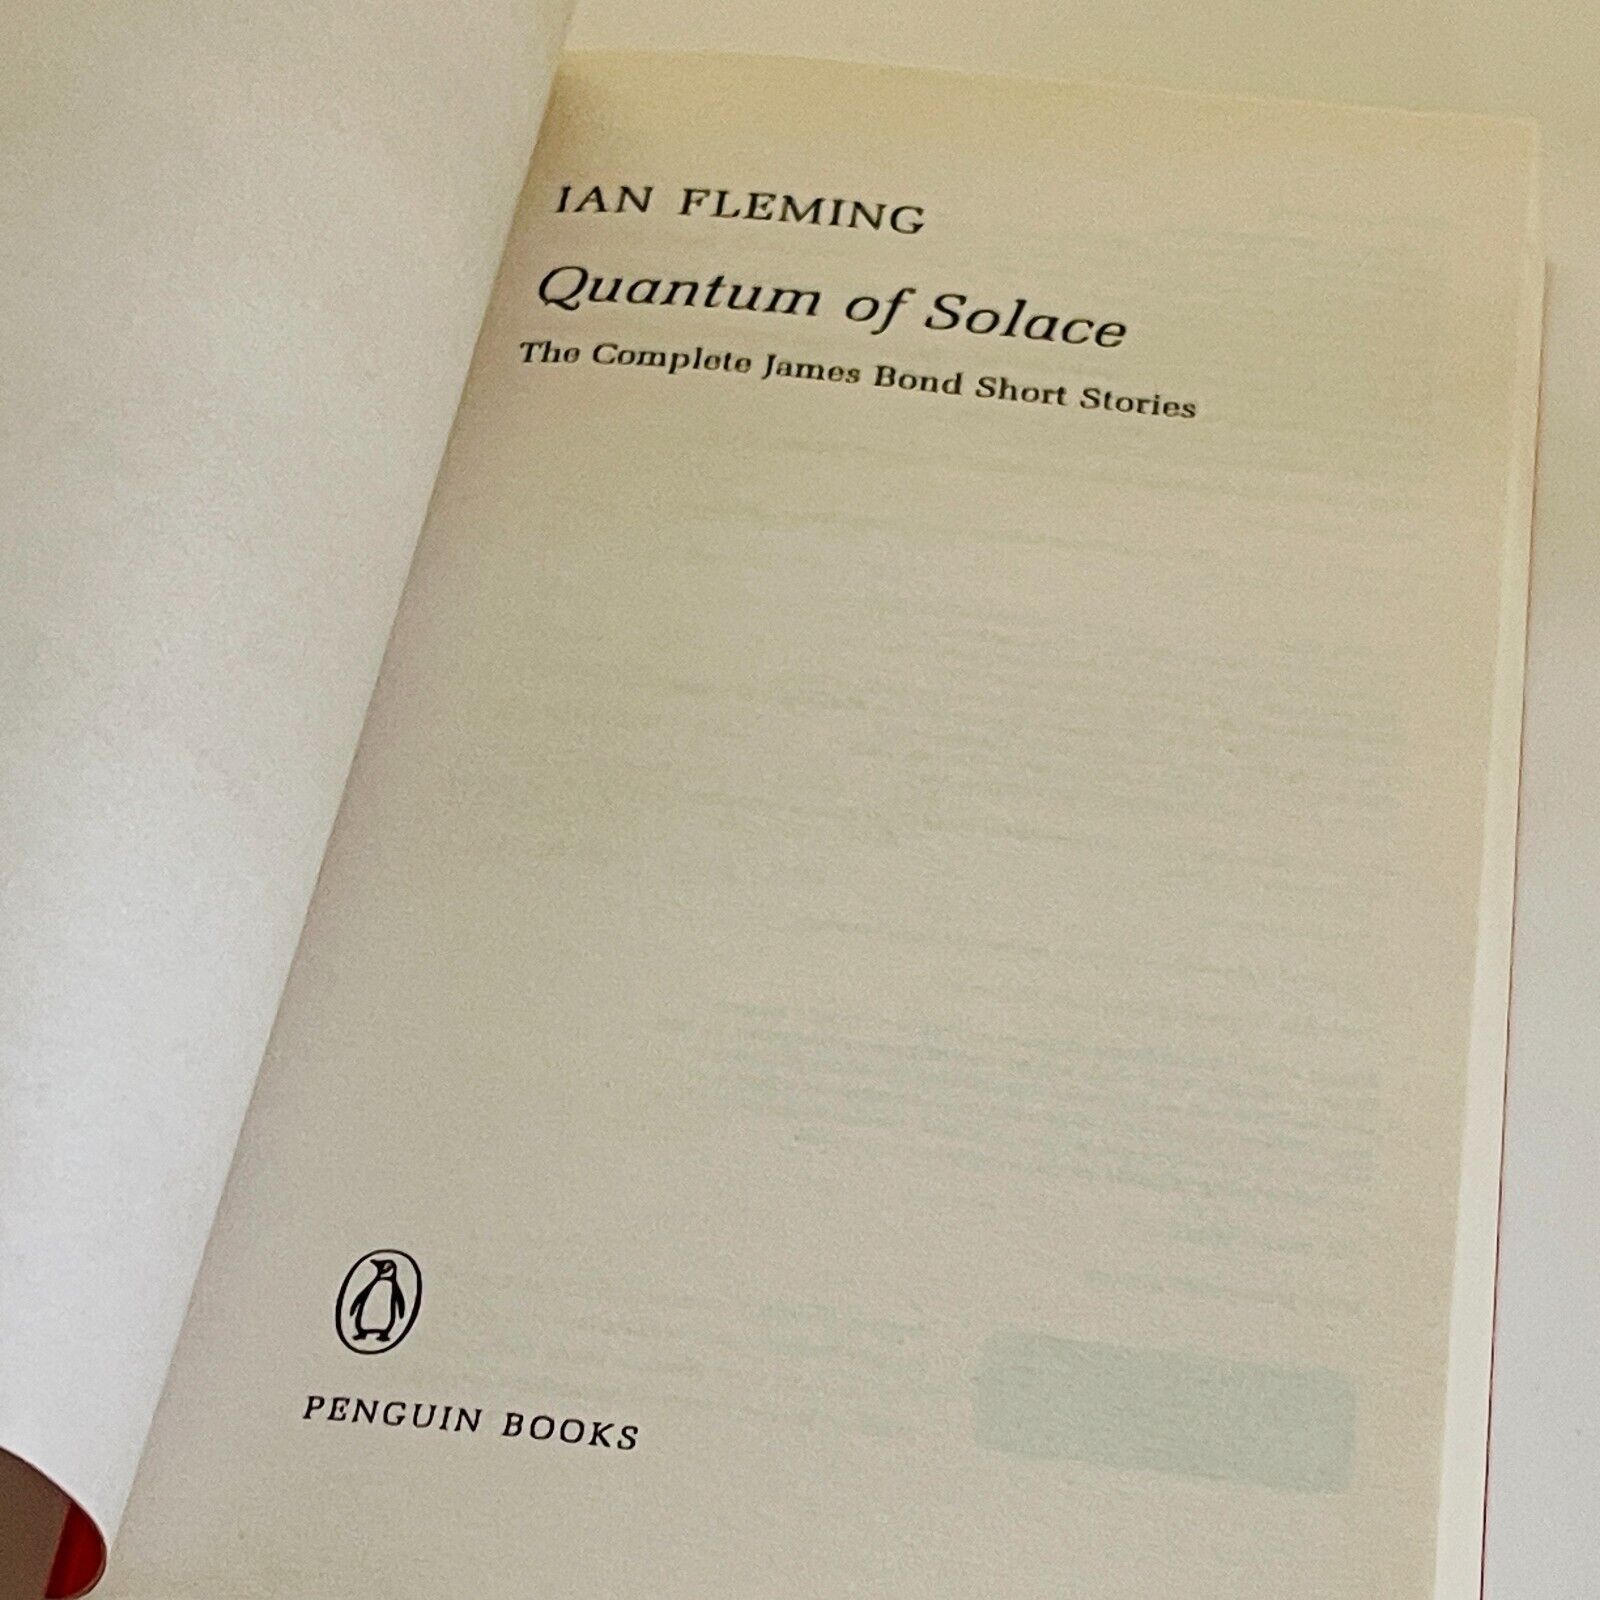 IAN FLEMING
Quantum of Solace
The Complete James Bond Short Stories
PENGUIN BOOKS